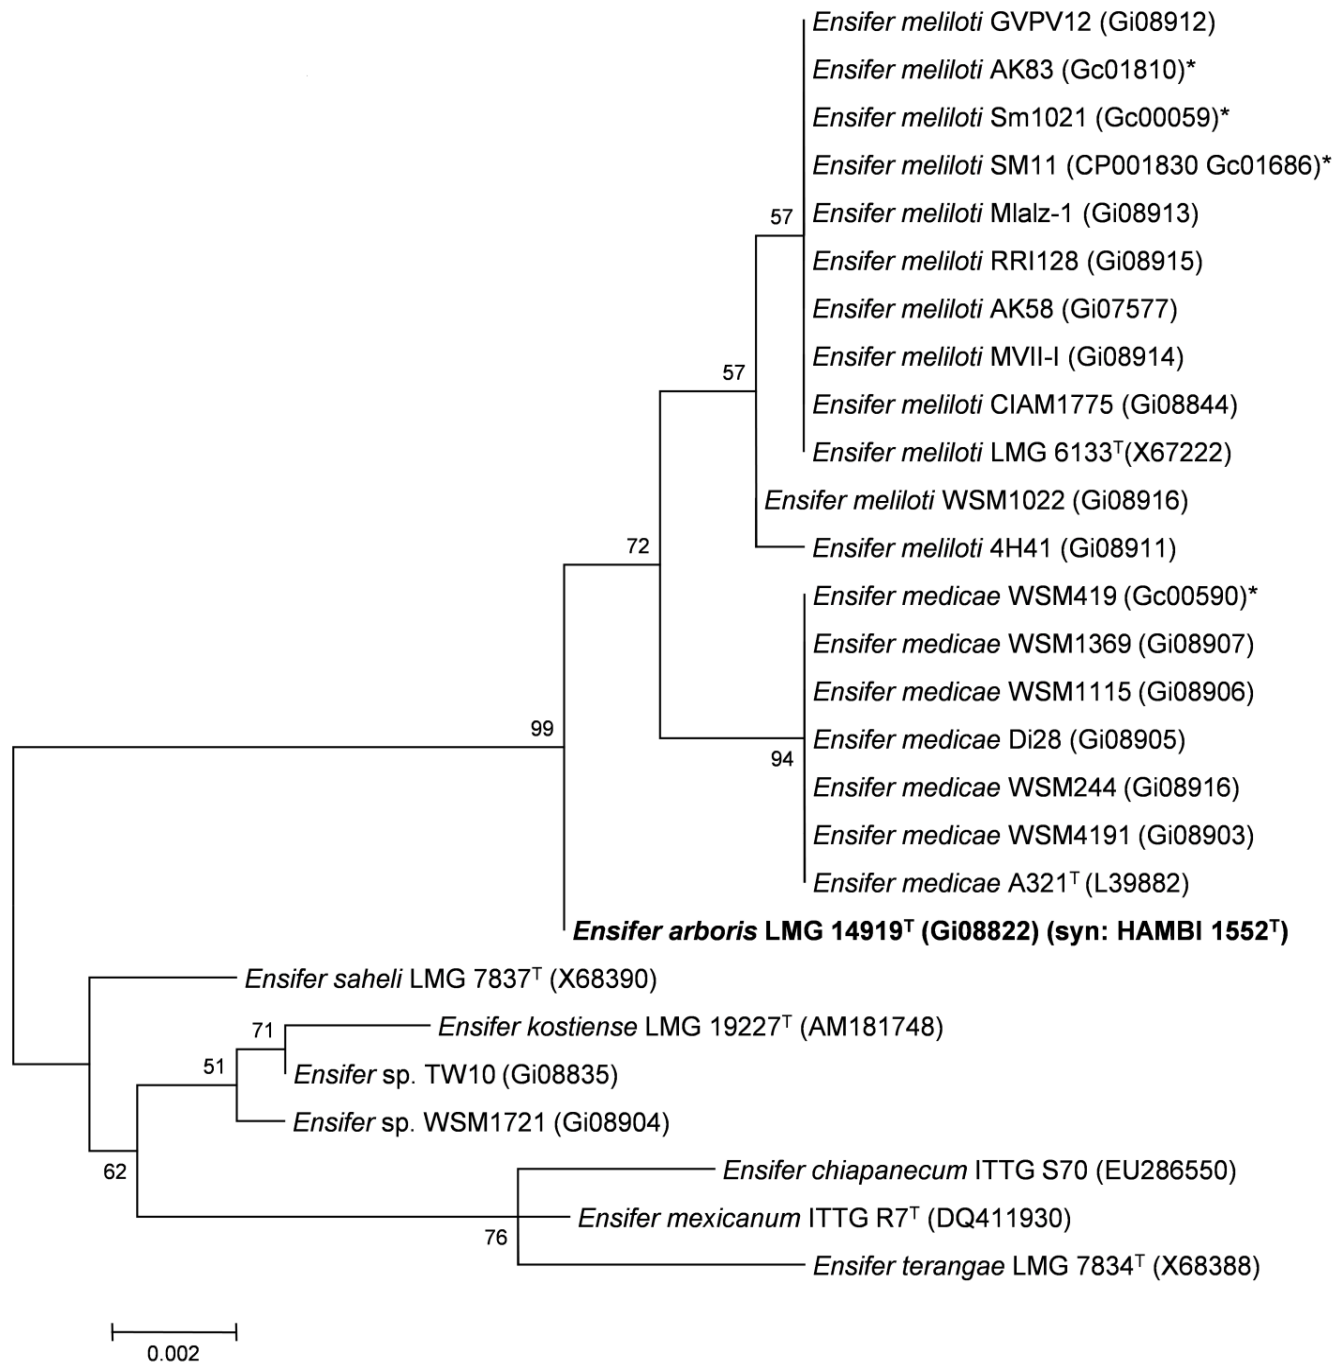 Ensifer meliloti GVPV12 (Gi08912)
Ensifer meliloti AK83 (Gc01810)*
Ensifer meliloti Sm1021 (Gc00059)*
Ensifer meliloti SM11 (CP001830 Gc01686)*
57
Ensifer meliloti Mlalz-1 (Gi08913)
Ensifer meliloti RRI128 (Gi08915)
Ensifer meliloti AK58 (Gi07577)
Ensifer meliloti MVII-I (Gi08914)
57
Ensifer meliloti CIAM1775 (Gi08844)
Ensifer meliloti LMG 6133ᵀ(X67222)
Ensifer meliloti WSM1022 (Gi08916)
72
Ensifer meliloti 4H41 (Gi08911)
Ensifer medicae WSM419 (Gc00590)*
Ensifer medicae WSM1369 (Gi08907)
Ensifer medicae WSM1115 (Gi08906)
99
Ensifer medicae Di28 (Gi08905)
94
Ensifer medicae WSM244 (Gi08916)
Ensifer medicae WSM4191 (Gi08903)
Ensifer medicae A321ᵀ (L39882)
Ensifer arboris LMG 14919ᵀ (Gi08822) (syn: HAMBI 1552ᵀ)
Ensifer saheli LMG 7837ᵀ (X68390)
71
Ensifer kostiense LMG 19227ᵀ (AM181748)
51
Ensifer sp. TW10 (Gi08835)
Ensifer sp. WSM1721 (Gi08904)
62
Ensifer chiapanecum ITTG S70 (EU286550)
Ensifer mexicanum ITTG R7ᵀ (DQ411930)
76
Ensifer terangae LMG 7834ᵀ (X68388)
0.002